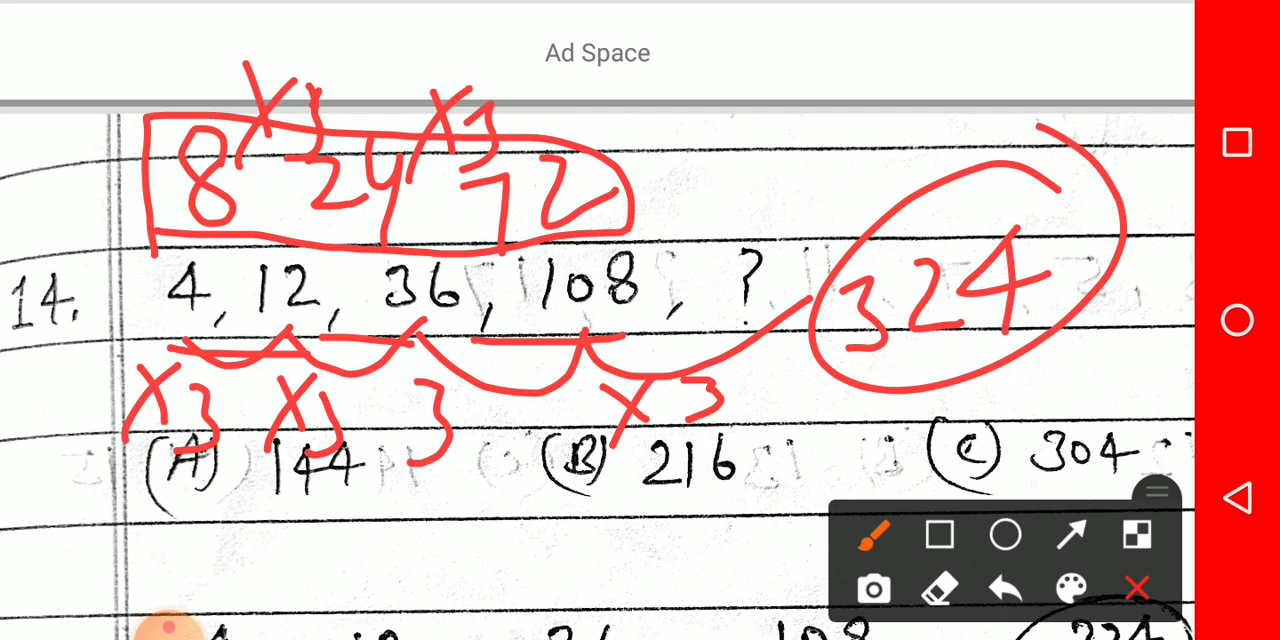 Ad Space
X3 X3
8 24 72
14. 4, 12, 36, 108, ? 324
X3 X3 3 X3
(A) 144 (B) 216 (C) 304
108